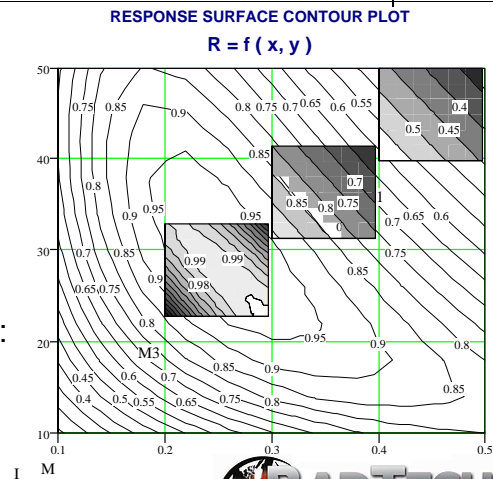 RESPONSE SURFACE CONTOUR PLOT
R = f ( x, y )
50
0.75 0.85 0.9 0.8 0.75 0.7 0.65 0.6 0.55 0.4
0.5 0.45
40 0.85
0.8 0.7
0.9 0.95 0.95 0.85 0.8 0.75 1
0 0.7 0.65 0.6
30 0.7 0.85 0.99 0.99 0.75
0.65 0.75 0.9 0.98 0.85
:
0.8
20 M3 0.95 0.9 0.8
0.45 0.6 0.7 0.85 0.9
0.4 0.5 0.55 0.65 0.75 0.8 0.85
10
0.1 0.2 0.3 0.4 0.5
I M